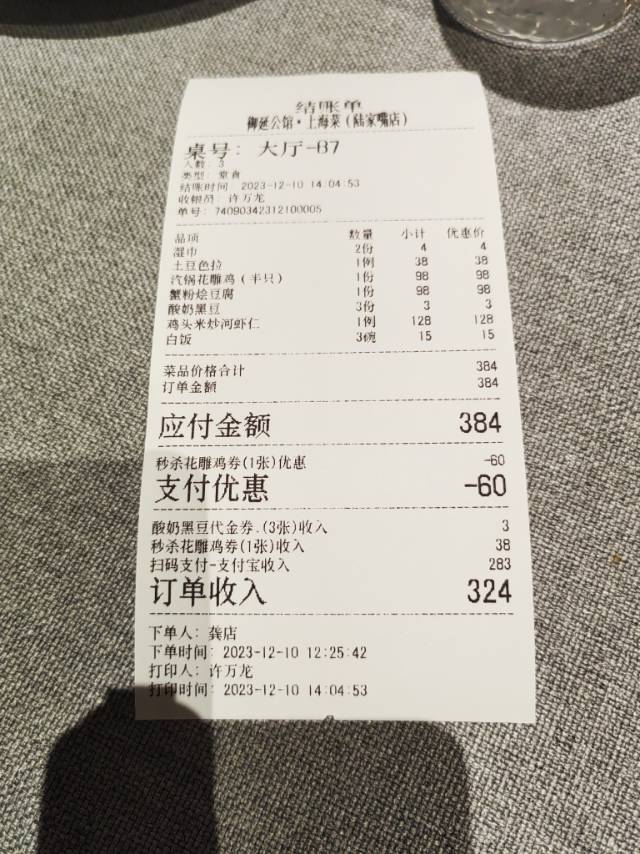 结账单
御延公馆·上海菜(陆家嘴店)
桌号: 大厅-B7
人数: 3
类型: 堂食
结账时间: 2023-12-10 14:04:53
收银员: 许万龙
单号: 74090342312100005
品项 数量 小计 优惠价
湿巾 2份 4 4
土豆色拉 1例 38 38
汽锅花雕鸡(半只) 1份 98 98
蟹粉烩豆腐 1份 98 98
酸奶黑豆 3份 3 3
鸡头米炒河虾仁 1例 128 128
白饭 3碗 15 15
菜品价格合计 384
订单金额 384
应付金额 384
秒杀花雕鸡券(1张)优惠 -60
支付优惠 -60
酸奶黑豆代金券.(3张)收入 3
秒杀花雕鸡券(1张)收入 38
扫码支付-支付宝收入 283
订单收入 324
下单人: 龚店
下单时间: 2023-12-10 12:25:42
打印人: 许万龙
打印时间: 2023-12-10 14:04:53